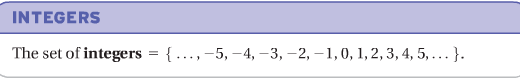 INTEGERS
The set of integers = { ..., −5, −4, −3, −2, −1, 0, 1, 2, 3, 4, 5, ... }.